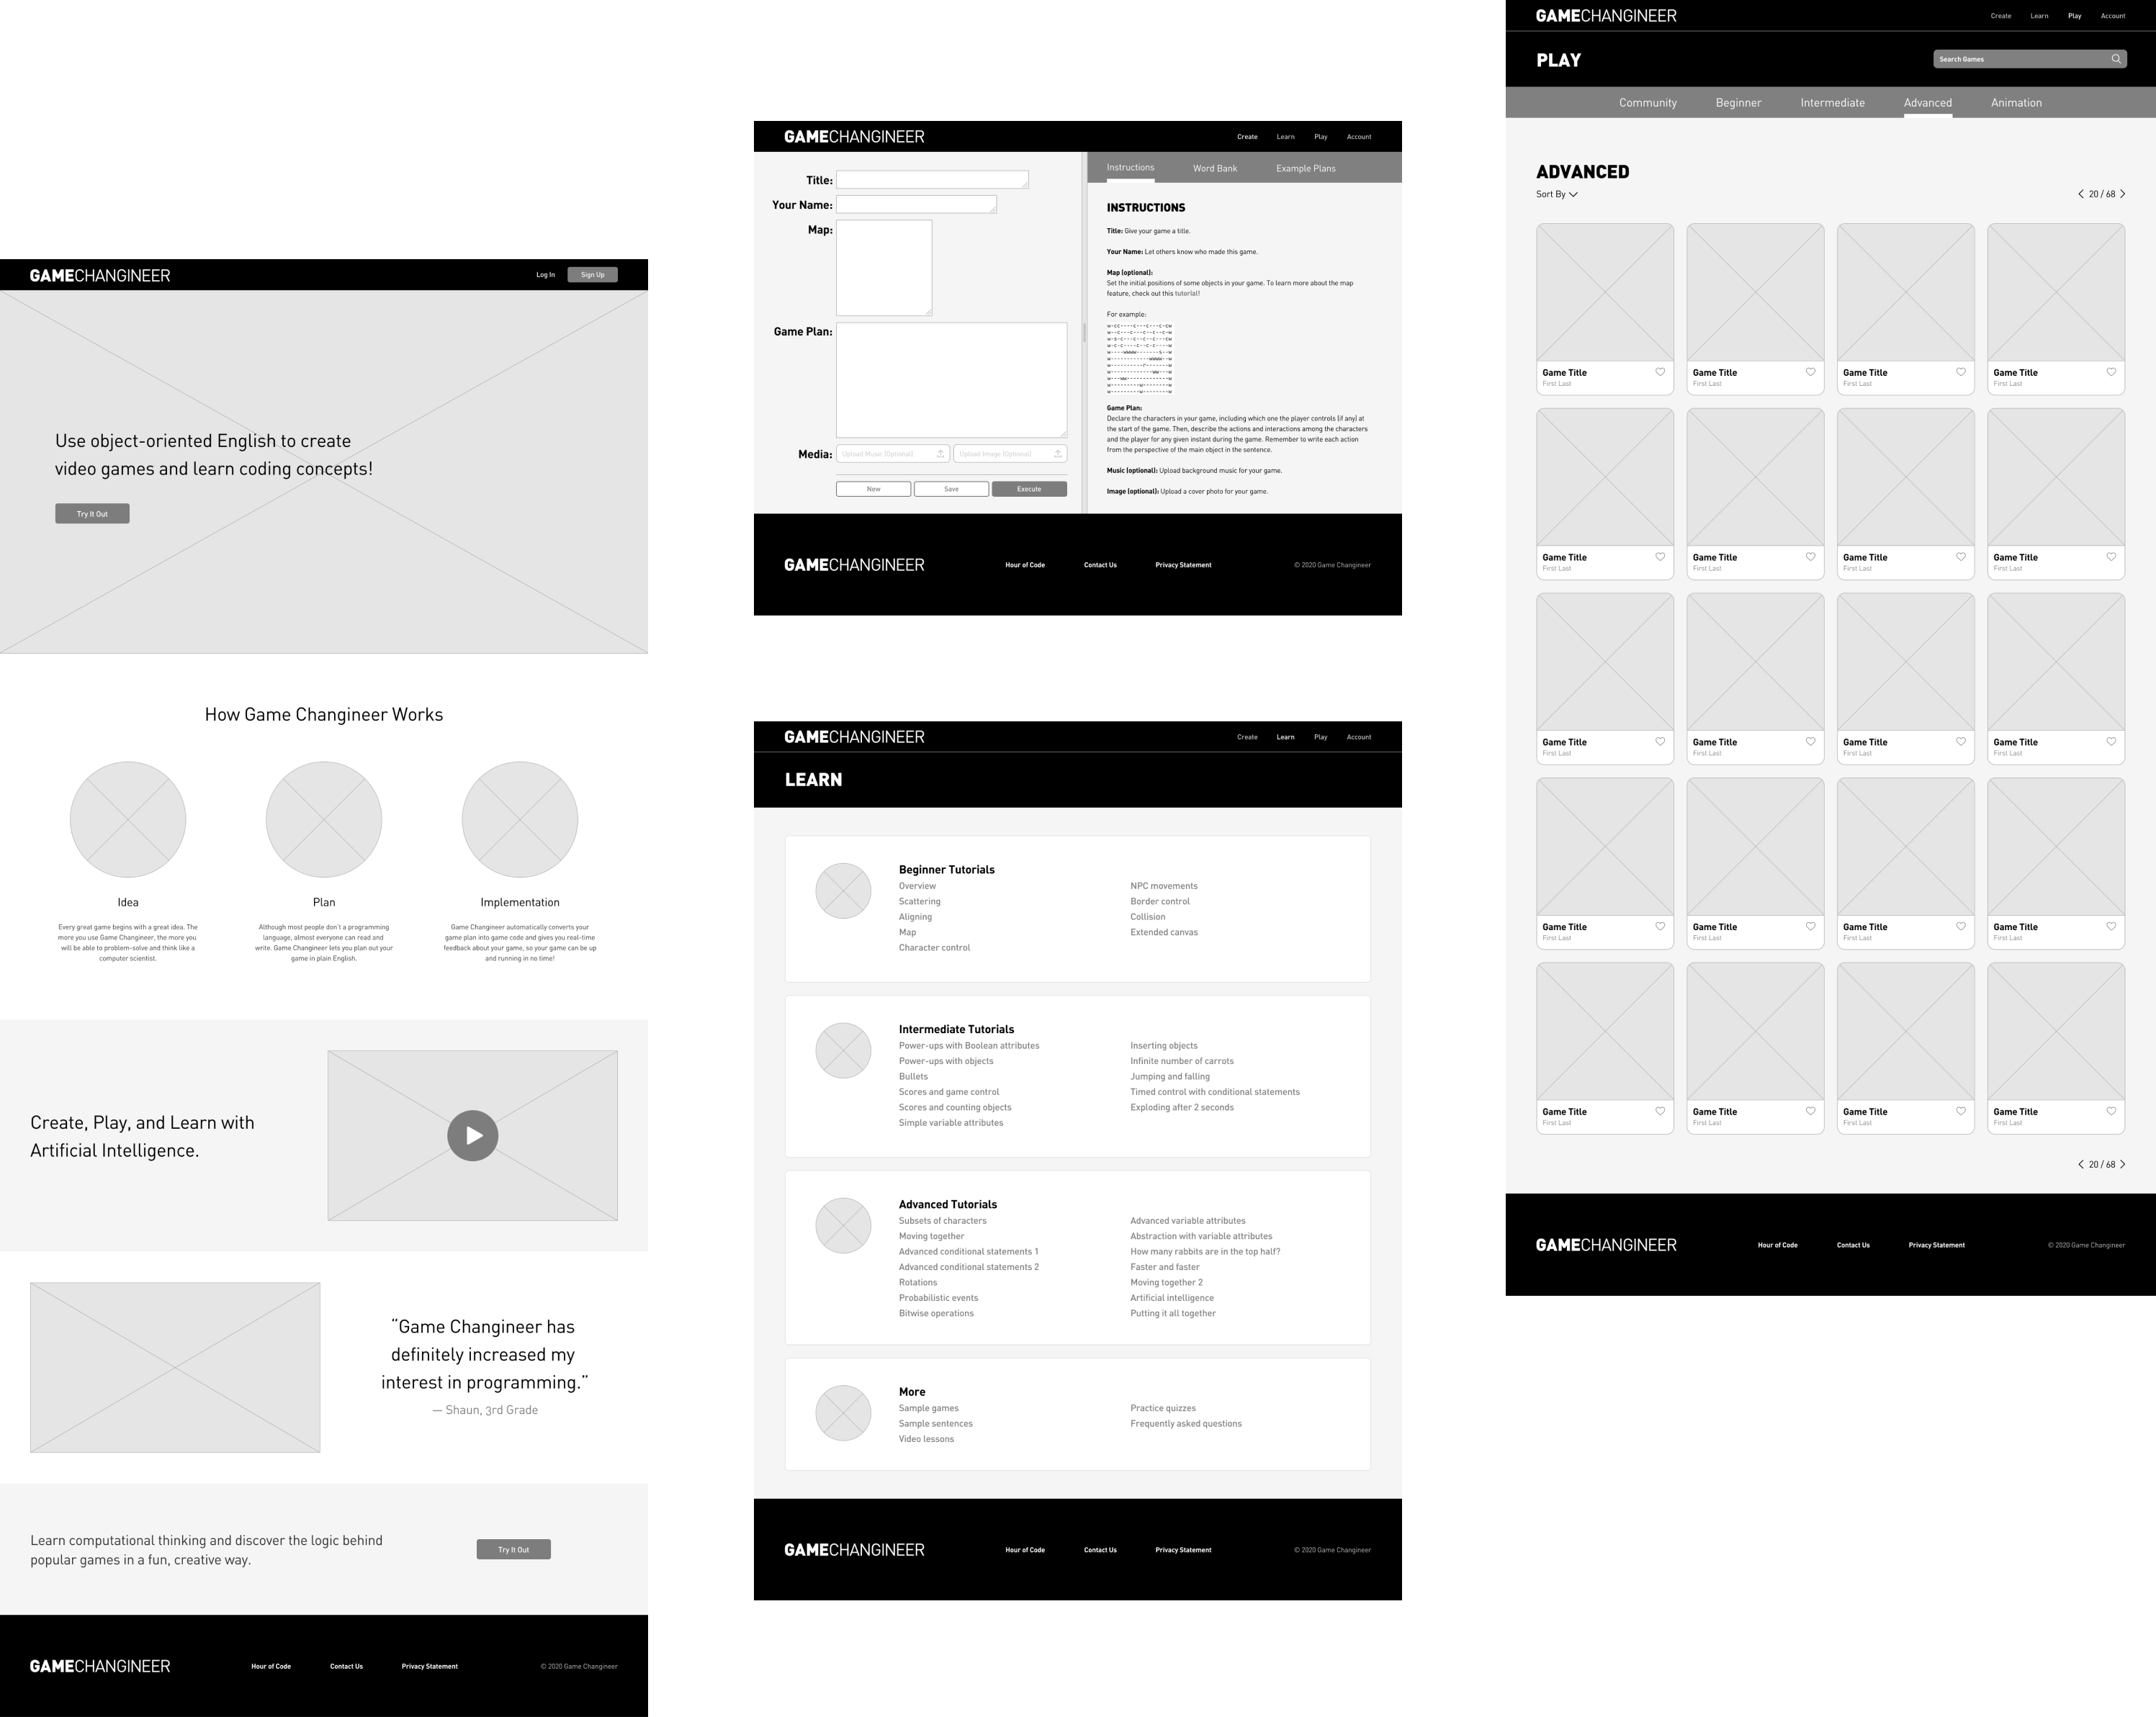 GAMECHANGINEER
Log In
Sign Up
Use object-oriented English to create
video games and learn coding concepts!
Try It Out
How Game Changineer Works
Idea
Every great game begins with a great idea. The
more you use Game Changineer, the more you
will be able to problem-solve and think like a
computer scientist.
Plan
Although most people don't a programming
language, almost everyone can read and
write. Game Changineer lets you plan out your
game in plain English.
Implementation
Game Changineer automatically converts your
game plan into game code and gives you real-time
feedback about your game, so your game can be up
and running in no time!
Create, Play, and Learn with
Artificial Intelligence.
“Game Changineer has
definitely increased my
interest in programming.”
— Shaun, 3rd Grade
Learn computational thinking and discover the logic behind
popular games in a fun, creative way.
Try It Out
GAMECHANGINEER
Hour of Code
Contact Us
Privacy Statement
© 2020 Game Changineer
GAMECHANGINEER
Create
Learn
Play
Account
Title:
Your Name:
Map:
Game Plan:
Media:
Upload Music (Optional)
Upload Image (Optional)
New
Save
Execute
Instructions
Word Bank
Example Plans
INSTRUCTIONS
Title: Give your game a title.
Your Name: Let others know who made this game.
Map (optional):
Set the initial positions of some objects in your game. To learn more about the map
feature, check out this tutorial!
For example:
Game Plan:
Declare the characters in your game, including which one the player controls (if any) at
the start of the game. Then, describe the actions and interactions among the characters
and the player for any given instant during the game. Remember to write each action
from the perspective of the main object in the sentence.
Music (optional): Upload background music for your game.
Image (optional): Upload a cover photo for your game.
GAMECHANGINEER
Hour of Code
Contact Us
Privacy Statement
© 2020 Game Changineer
GAMECHANGINEER
Create
Learn
Play
Account
LEARN
Beginner Tutorials
Overview
Scattering
Aligning
Map
Character control
NPC movements
Border control
Collision
Extended canvas
Intermediate Tutorials
Power-ups with Boolean attributes
Power-ups with objects
Bullets
Scores and game control
Scores and counting objects
Simple variable attributes
Inserting objects
Infinite number of carrots
Jumping and falling
Timed control with conditional statements
Exploding after 2 seconds
Advanced Tutorials
Subsets of characters
Moving together
Advanced conditional statements 1
Advanced conditional statements 2
Rotations
Probabilistic events
Bitwise operations
Advanced variable attributes
Abstraction with variable attributes
How many rabbits are in the top half?
Faster and faster
Moving together 2
Artificial intelligence
Putting it all together
More
Sample games
Sample sentences
Video lessons
Practice quizzes
Frequently asked questions
GAMECHANGINEER
Hour of Code
Contact Us
Privacy Statement
© 2020 Game Changineer
GAMECHANGINEER
Create
Learn
Play
Account
PLAY
Search Games
Community
Beginner
Intermediate
Advanced
Animation
ADVANCED
Sort By
20 / 68
Game Title
First Last
Game Title
First Last
Game Title
First Last
Game Title
First Last
Game Title
First Last
Game Title
First Last
Game Title
First Last
Game Title
First Last
Game Title
First Last
Game Title
First Last
Game Title
First Last
Game Title
First Last
Game Title
First Last
Game Title
First Last
Game Title
First Last
Game Title
First Last
Game Title
First Last
Game Title
First Last
Game Title
First Last
Game Title
First Last
20 / 68
GAMECHANGINEER
Hour of Code
Contact Us
Privacy Statement
© 2020 Game Changineer